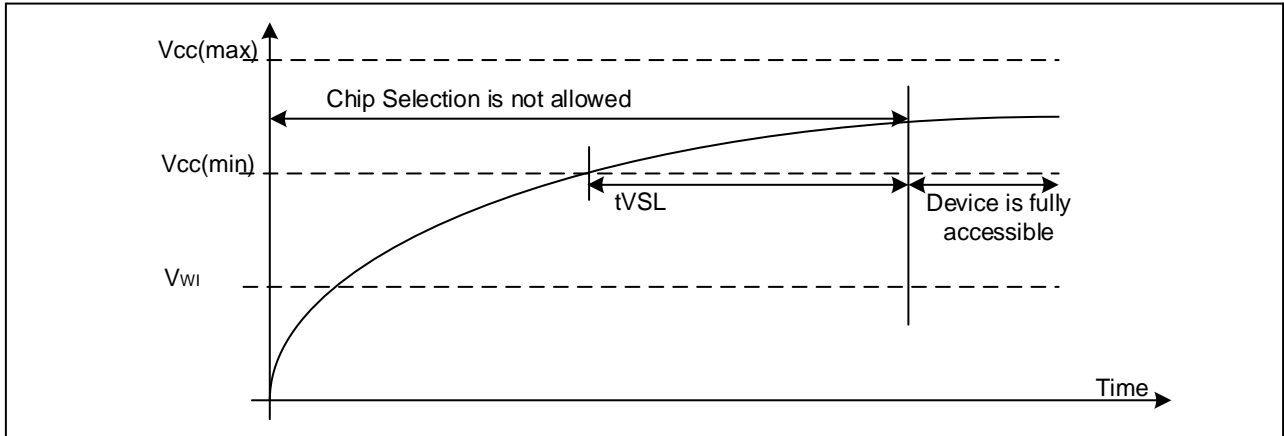 Vcc(max)
Chip Selection is not allowed
Vcc(min)
tVSL
Device is fully
accessible
VWI
Time